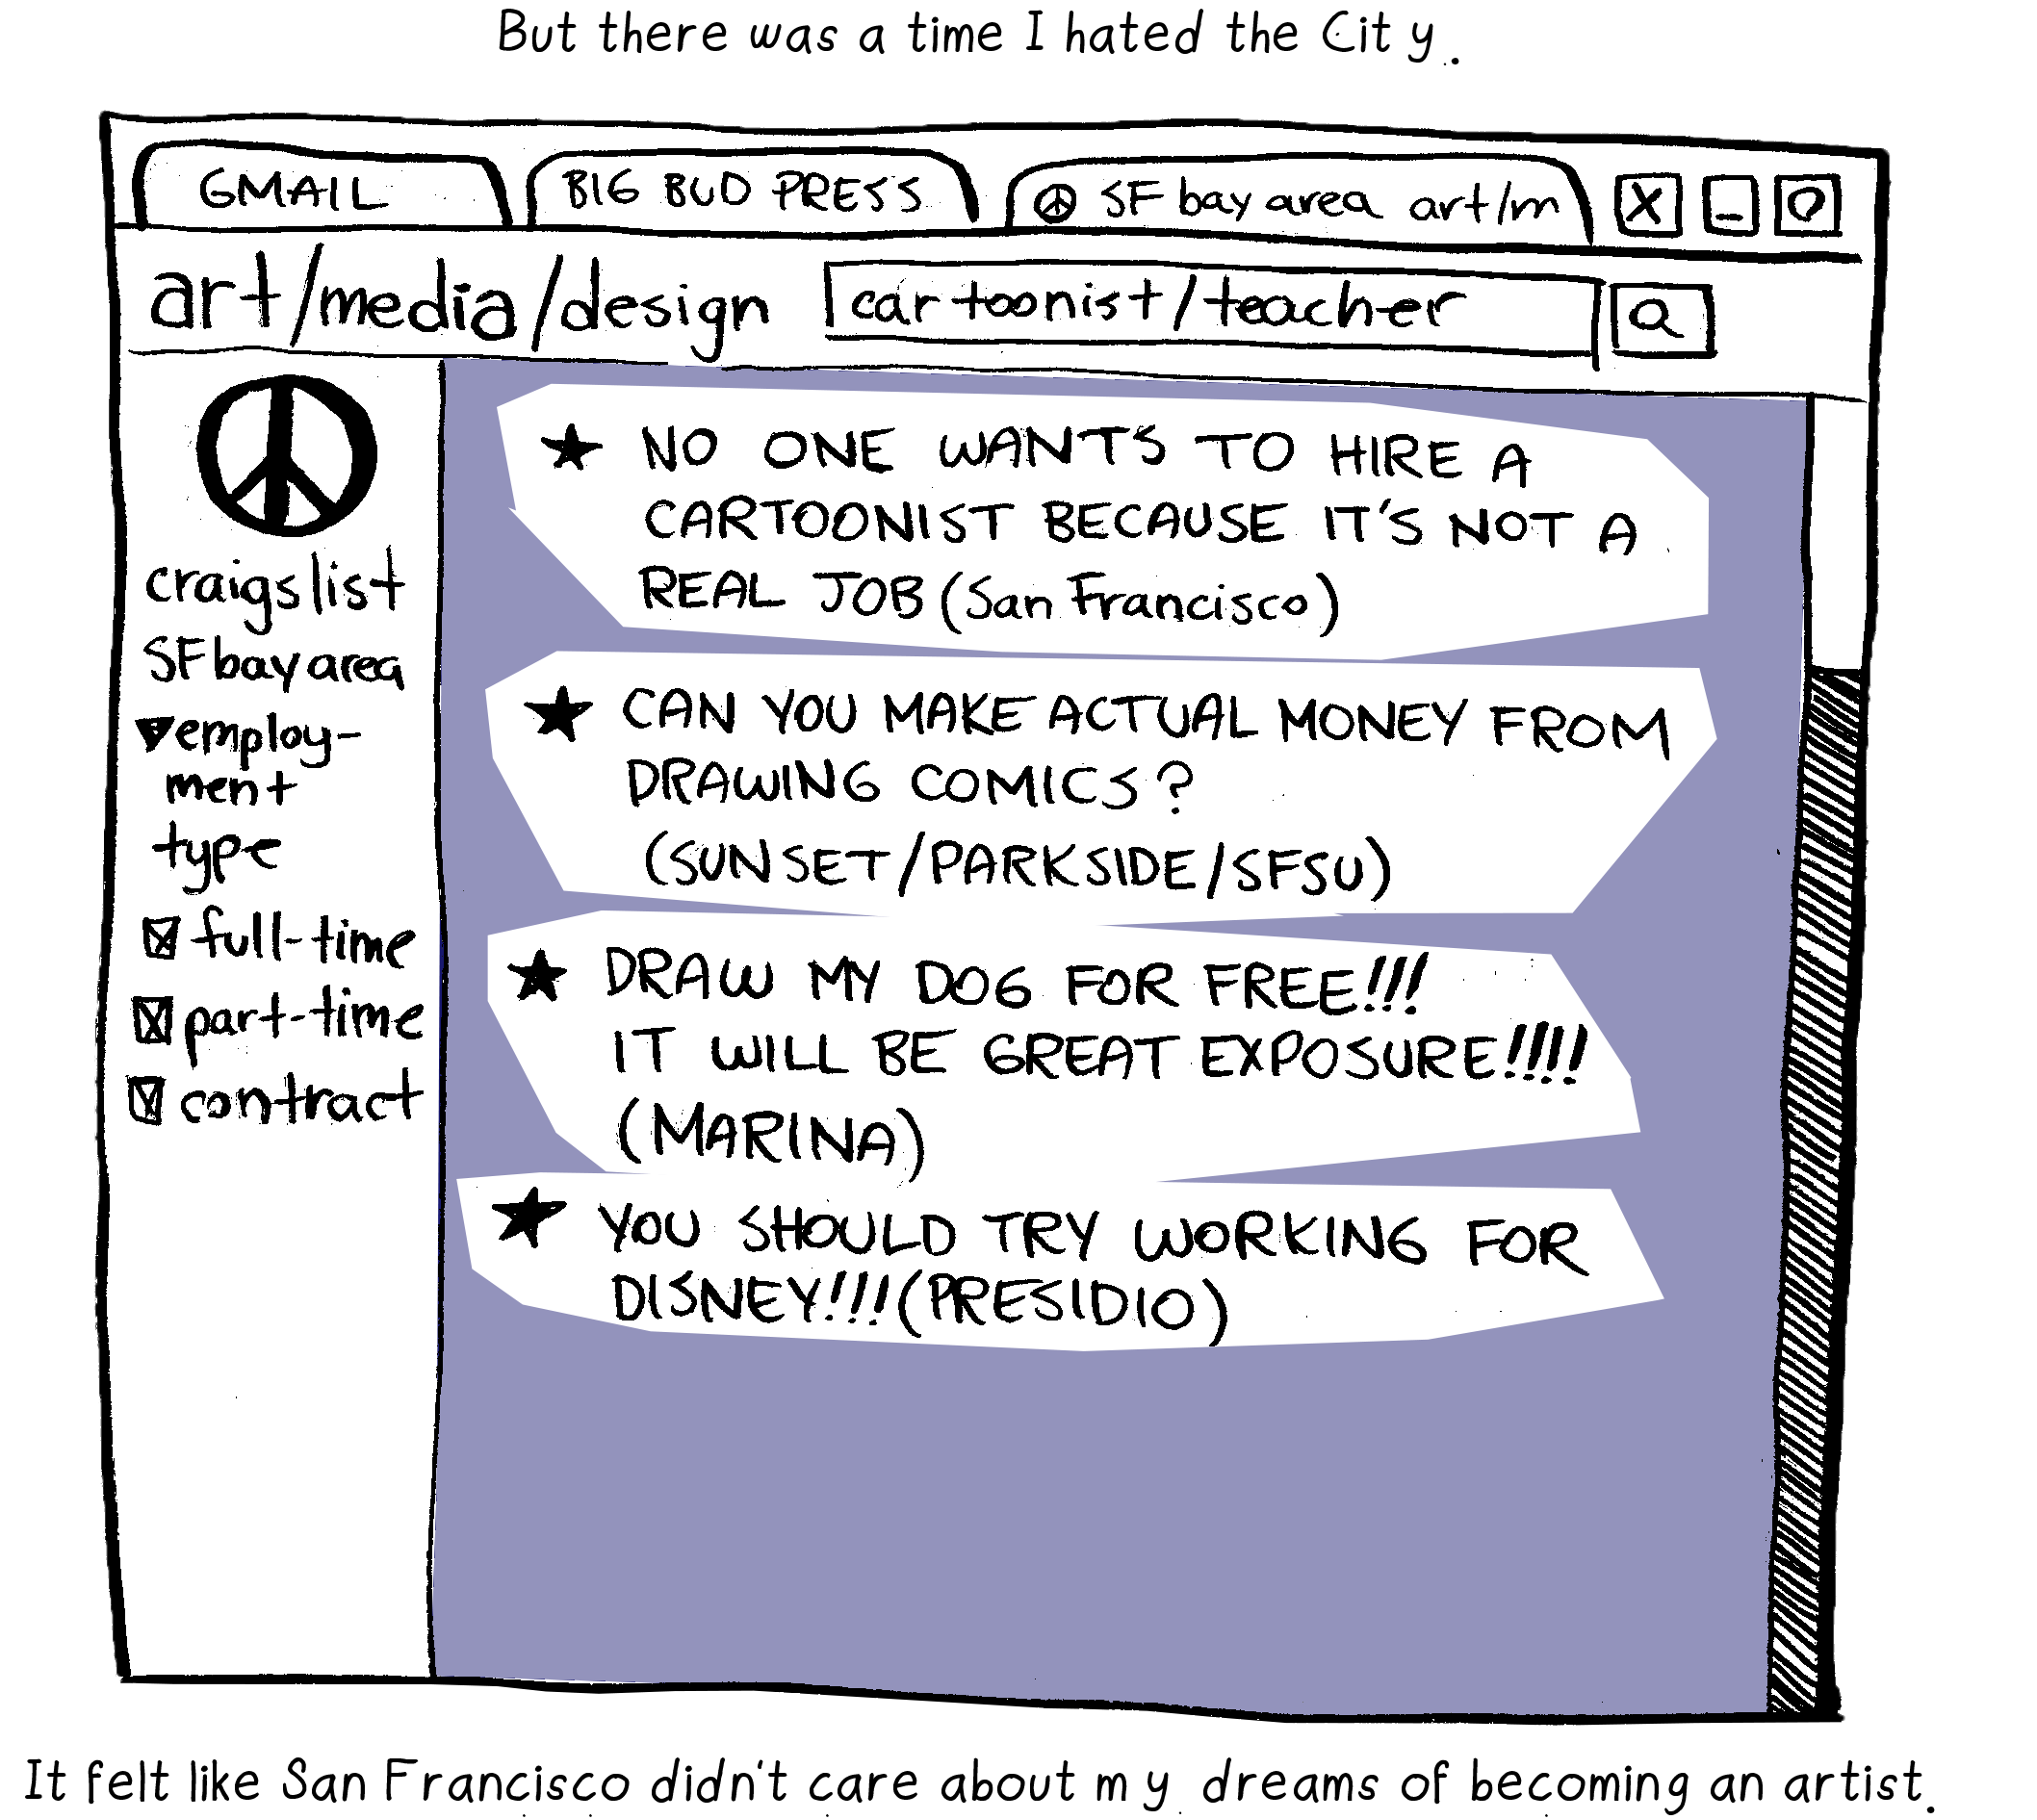 But there was a time I hated the City.
GMAIL
BIG BUD PRESS
SF bay area art/m
art/media/design
cartoonist/teacher
craigslist
SF bay area
employ-
ment
type
full-time
part-time
contract
NO ONE WANTS TO HIRE A
CARTOONIST BECAUSE IT'S NOT A
REAL JOB (San Francisco)
CAN YOU MAKE ACTUAL MONEY FROM
DRAWING COMICS?
(SUNSET/PARKSIDE/SFSU)
DRAW MY DOG FOR FREE!!!
IT WILL BE GREAT EXPOSURE!!!!
(MARINA)
YOU SHOULD TRY WORKING FOR
DISNEY!!! (PRESIDIO)
It felt like San Francisco didn't care about my dreams of becoming an artist.